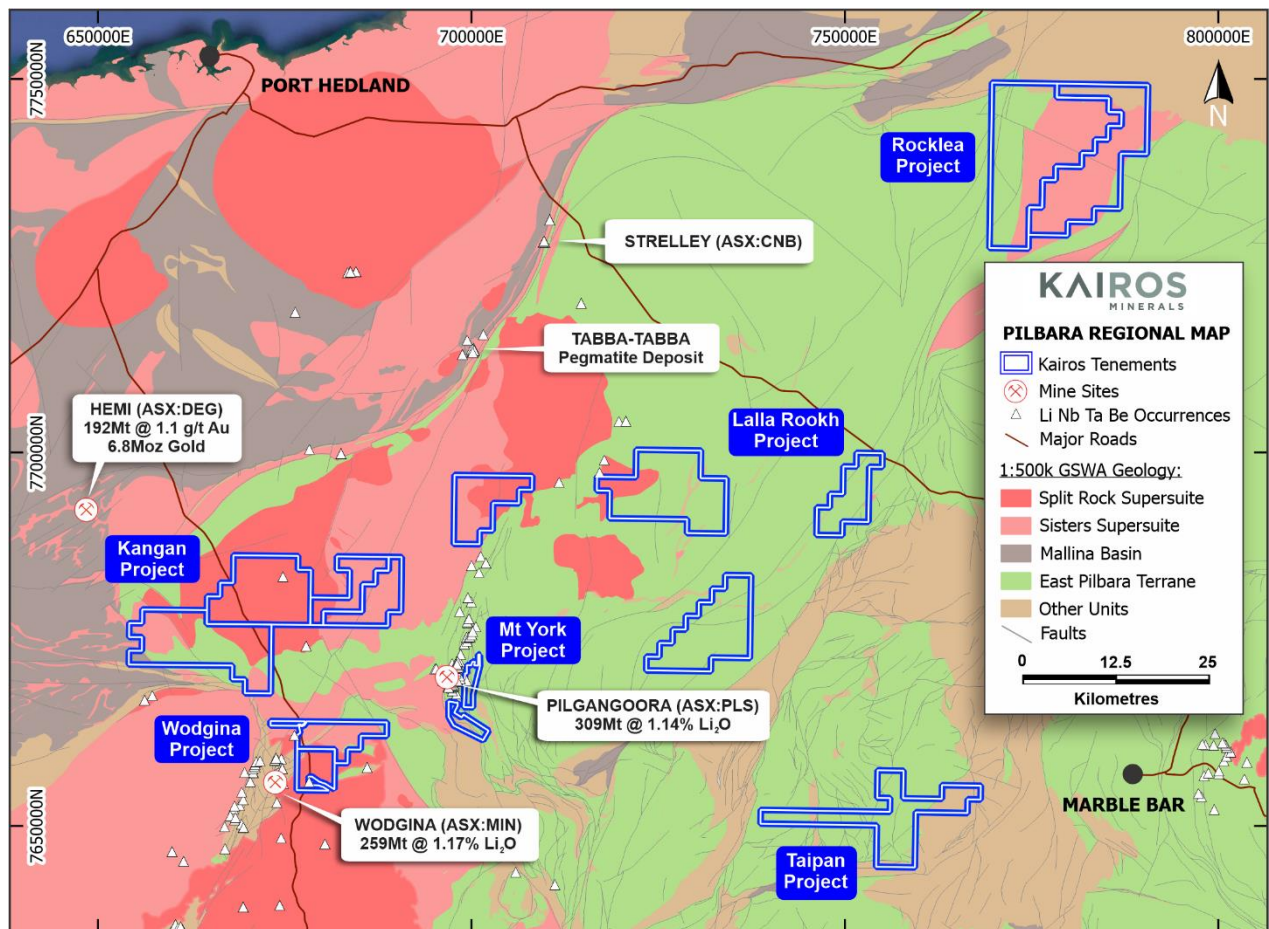 650000E
700000E
750000E
800000E
7750000N
7700000N
7650000N
PORT HEDLAND
N
Rocklea
Project
STRELLEY (ASX:CNB)
TABBA-TABBA
Pegmatite Deposit
HEMI (ASX:DEG)
192Mt @ 1.1 g/t Au
6.8Moz Gold
Lalla Rookh
Project
Kangan
Project
Mt York
Project
PILGANGOORA (ASX:PLS)
309Mt @ 1.14% Li₂O
Wodgina
Project
WODGINA (ASX:MIN)
259Mt @ 1.17% Li₂O
Taipan
Project
MARBLE BAR
KAIROS
MINERALS
PILBARA REGIONAL MAP
Kairos Tenements
Mine Sites
Li Nb Ta Be Occurrences
Major Roads
1:500k GSWA Geology:
Split Rock Supersuite
Sisters Supersuite
Mallina Basin
East Pilbara Terrane
Other Units
Faults
0 12.5 25
Kilometres